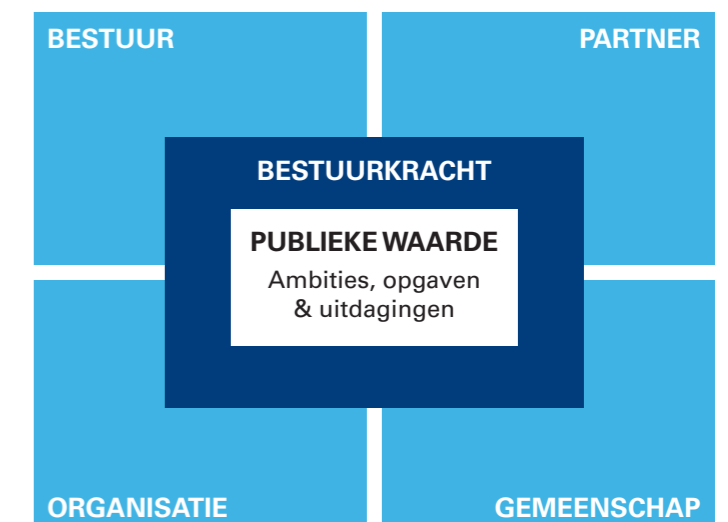 BESTUUR
PARTNER
BESTUURKRACHT
PUBLIEKE WAARDE
Ambities, opgaven
& uitdagingen
ORGANISATIE
GEMEENSCHAP